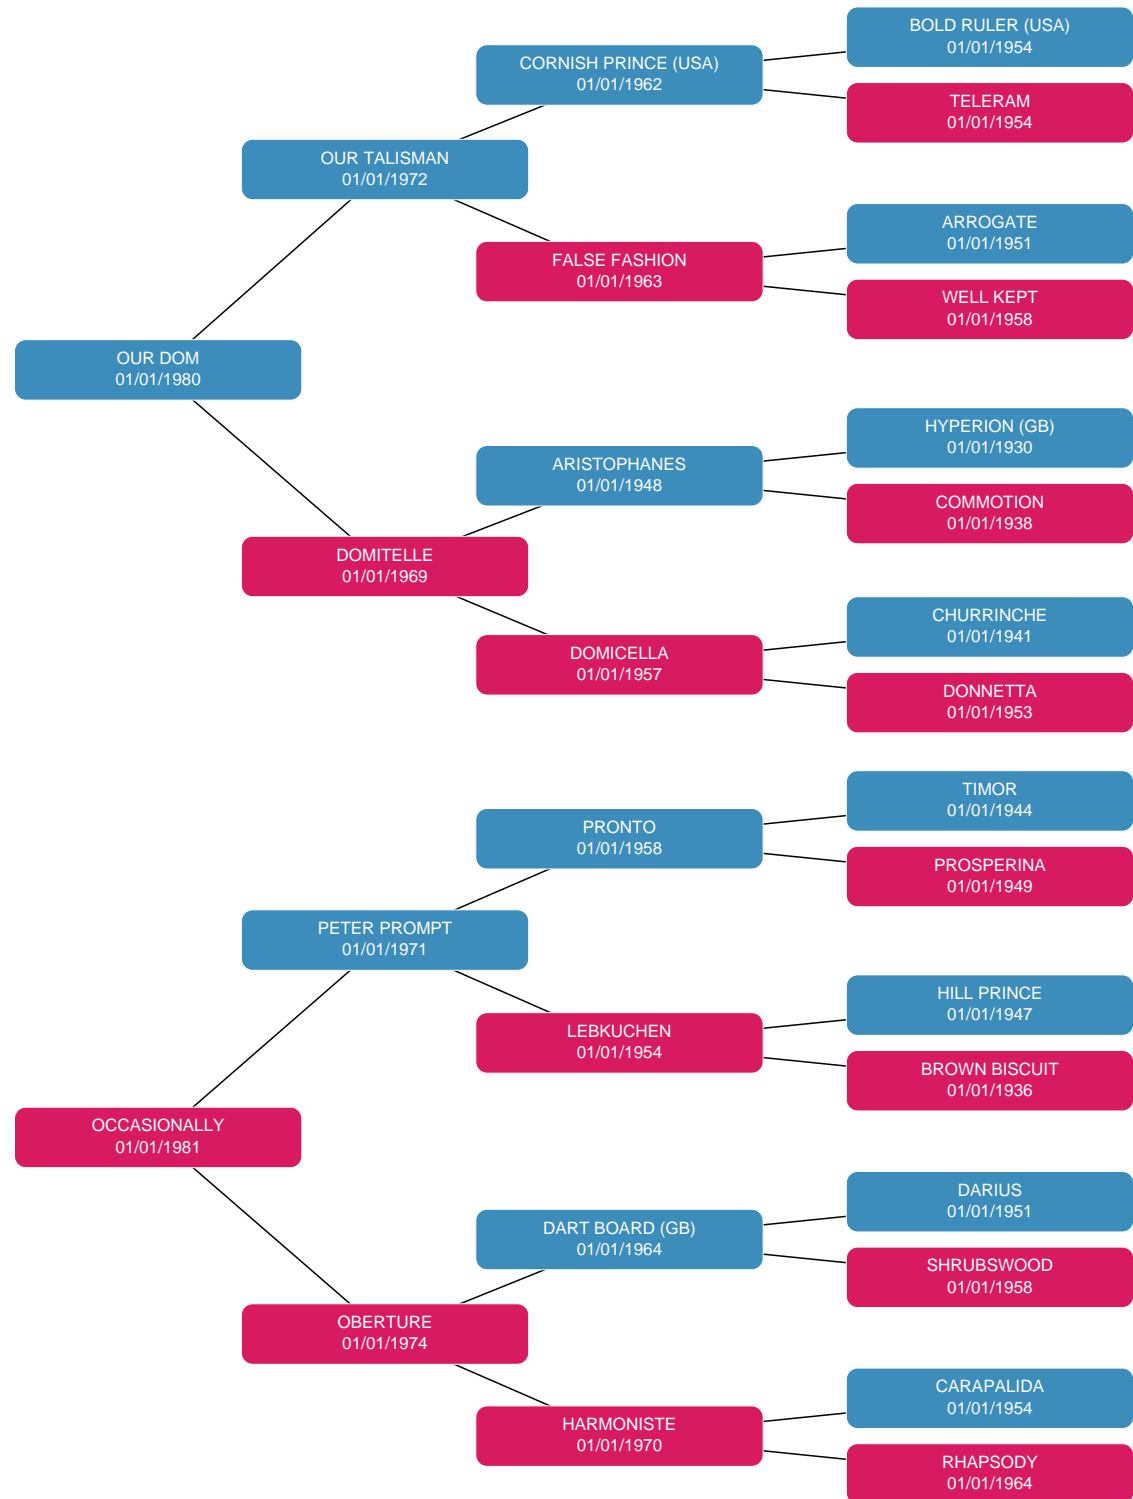 BOLD RULER (USA)
01/01/1954
CORNISH PRINCE (USA)
01/01/1962
TELERAM
01/01/1954
OUR TALISMAN
01/01/1972
ARROGATE
01/01/1951
FALSE FASHION
01/01/1963
WELL KEPT
01/01/1958
OUR DOM
01/01/1980
HYPERION (GB)
01/01/1930
ARISTOPHANES
01/01/1948
COMMOTION
01/01/1938
DOMITELLE
01/01/1969
CHURRINCHE
01/01/1941
DOMICELLA
01/01/1957
DONNETTA
01/01/1953
TIMOR
01/01/1944
PRONTO
01/01/1958
PROSPERINA
01/01/1949
PETER PROMPT
01/01/1971
HILL PRINCE
01/01/1947
LEBKUCHEN
01/01/1954
BROWN BISCUIT
01/01/1936
OCCASIONALLY
01/01/1981
DARIUS
01/01/1951
DART BOARD (GB)
01/01/1964
SHRUBSWOOD
01/01/1958
OBERTURE
01/01/1974
CARAPALIDA
01/01/1954
HARMONISTE
01/01/1970
RHAPSODY
01/01/1964